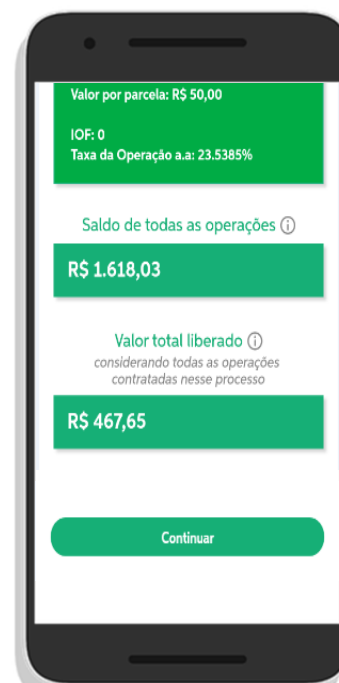 Valor por parcela: R$ 50,00
IOF: 0
Taxa da Operação a.a: 23.5385%
Saldo de todas as operações
R$ 1.618,03
Valor total liberado
considerando todas as operações
contratadas nesse processo
R$ 467,65
Continuar